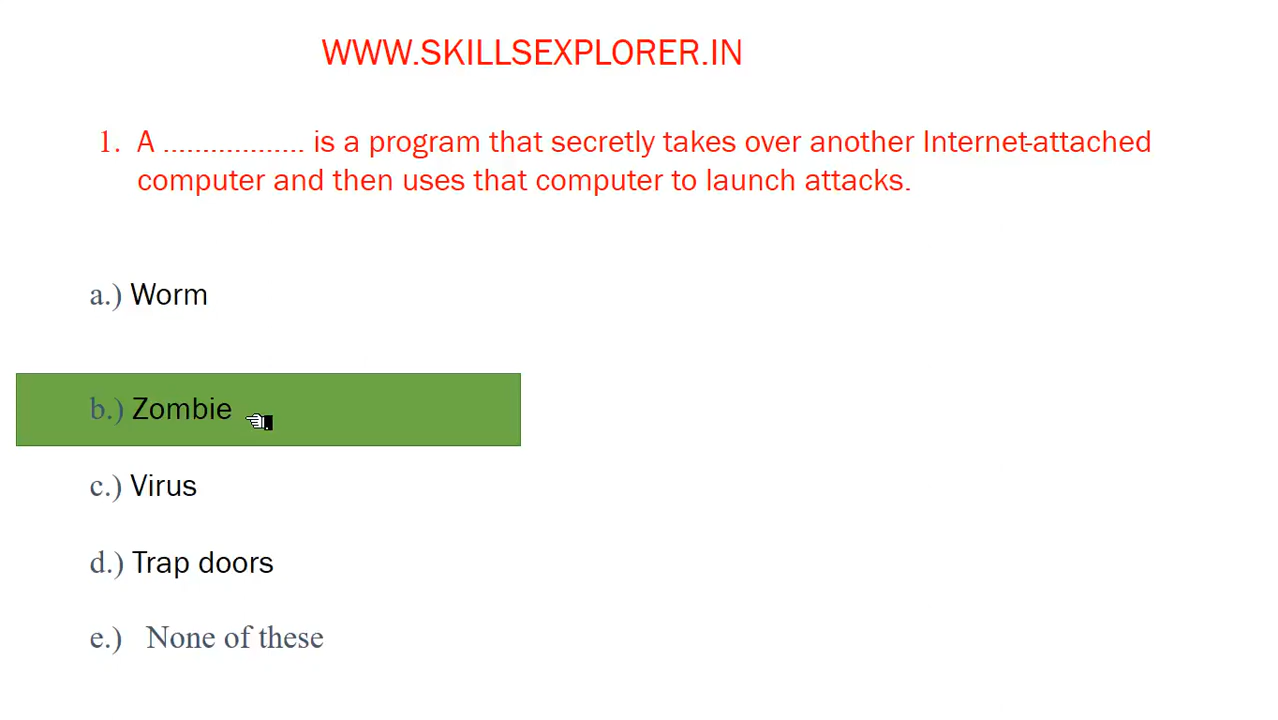 WWW.SKILLSEXPLORER.IN
1. A .................. is a program that secretly takes over another Internet-attached
computer and then uses that computer to launch attacks.
a.) Worm
b.) Zombie
c.) Virus
d.) Trap doors
e.) None of these